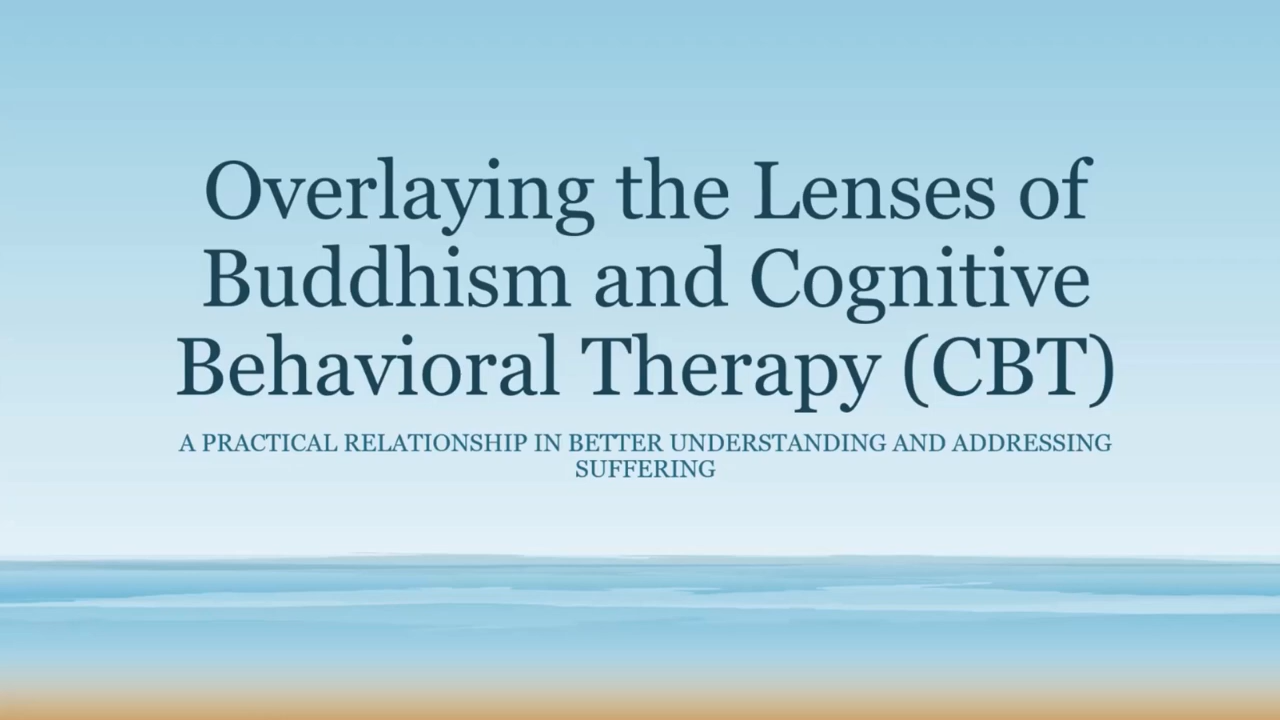 Overlaying the Lenses of
Buddhism and Cognitive
Behavioral Therapy (CBT)
A PRACTICAL RELATIONSHIP IN BETTER UNDERSTANDING AND ADDRESSING
SUFFERING